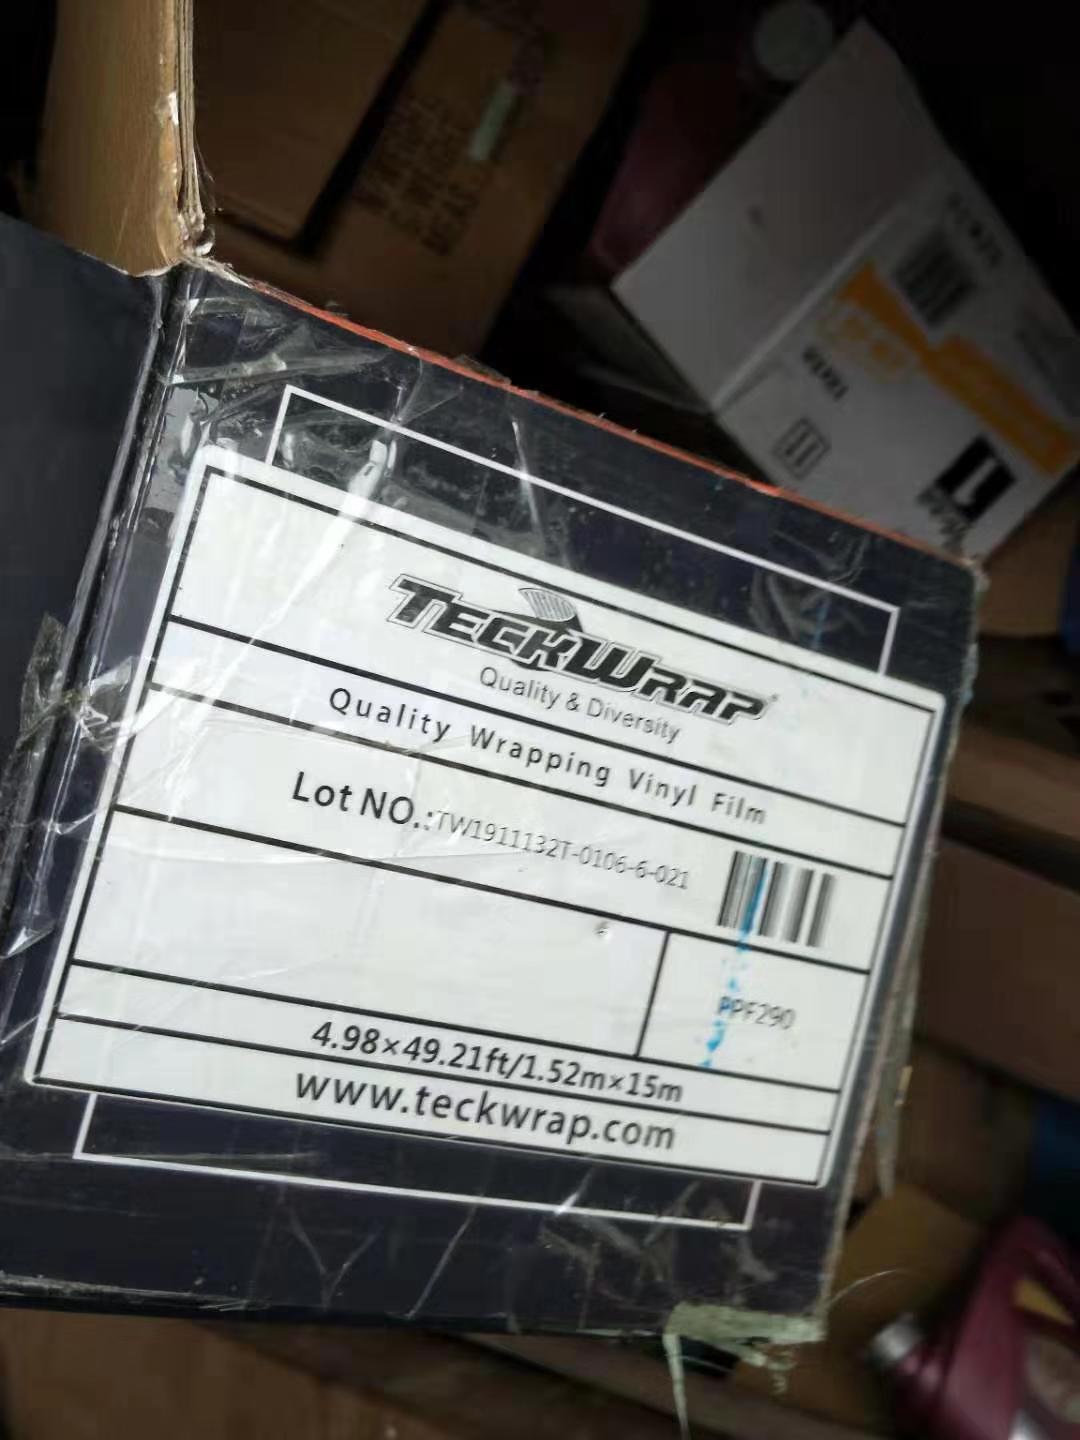 TECKWRAP®
Quality & Diversity
Quality Wrapping Vinyl Film
Lot NO.:TW1911132T-0106-6-021
PPF290
4.98×49.21ft/1.52m×15m
www.teckwrap.com